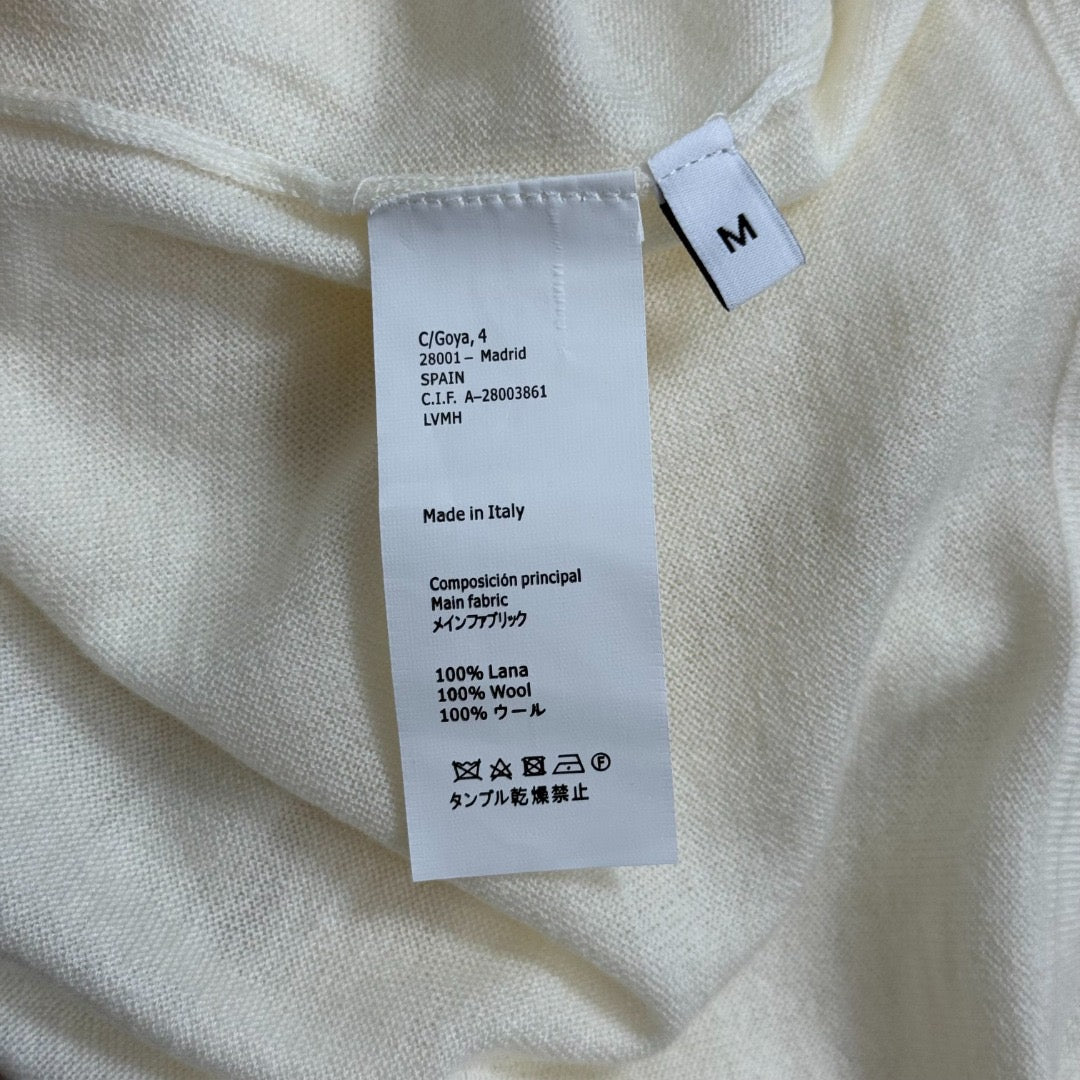 M
C/Goya, 4
28001 – Madrid
SPAIN
C.I.F. A–28003861
LVMH
Made in Italy
Composición principal
Main fabric
メインファブリック
100% Lana
100% Wool
100% ウール
F
タンブル乾燥禁止